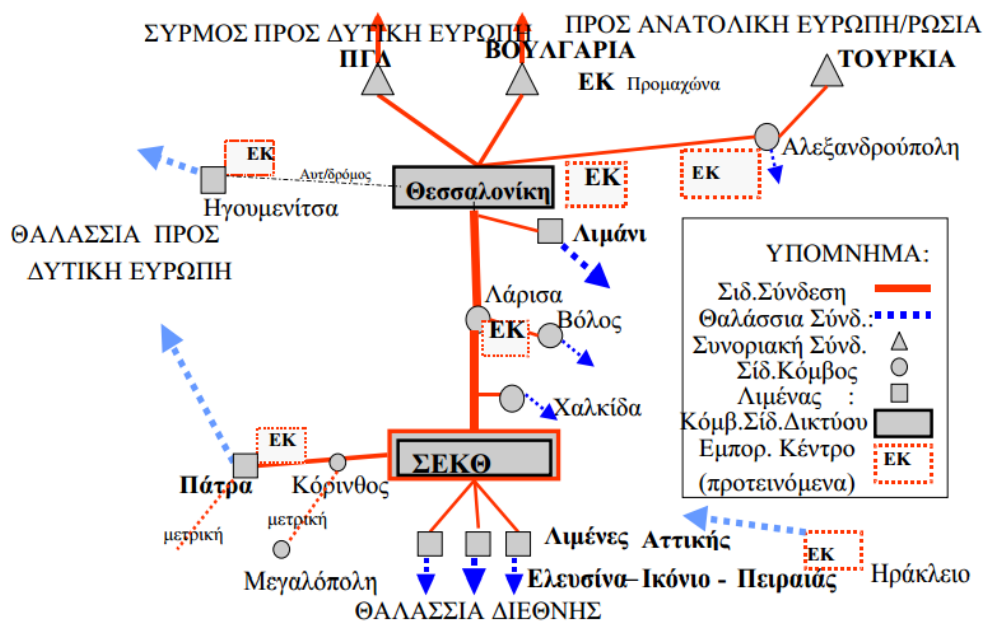 ΣΥΡΜΟΣ ΠΡΟΣ ΔΥΤΙΚΗ ΕΥΡΩΠΗ
ΠΡΟΣ ΑΝΑΤΟΛΙΚΗ ΕΥΡΩΠΗ/ΡΩΣΙΑ
ΠΓΔ
ΒΟΥΛΓΑΡΙΑ
ΤΟΥΡΚΙΑ
ΕΚ Προμαχώνα
Αλεξανδρούπολη
ΕΚ
Αυτ/δρόμος
Θεσσαλονίκη
ΕΚ
ΕΚ
Ηγουμενίτσα
ΘΑΛΑΣΣΙΑ ΠΡΟΣ
ΔΥΤΙΚΗ ΕΥΡΩΠΗ
Λιμάνι
Λάρισα
ΕΚ
Βόλος
Χαλκίδα
ΥΠΟΜΝΗΜΑ:
Σιδ.Σύνδεση
Θαλάσσια Σύνδ.:
Συνοριακή Σύνδ.
Σίδ.Κόμβος
Λιμένας :
Κόμβ.Σίδ.Δικτύου
Εμπορ. Κέντρο
ΕΚ
(προτεινόμενα)
ΕΚ
ΣΕΚΘ
Πάτρα
Κόρινθος
μετρική
μετρική
Μεγαλόπολη
Λιμένες Αττικής
Ελευσίνα–Ικόνιο - Πειραιάς
ΕΚ
Ηράκλειο
ΘΑΛΑΣΣΙΑ ΔΙΕΘΝΗΣ